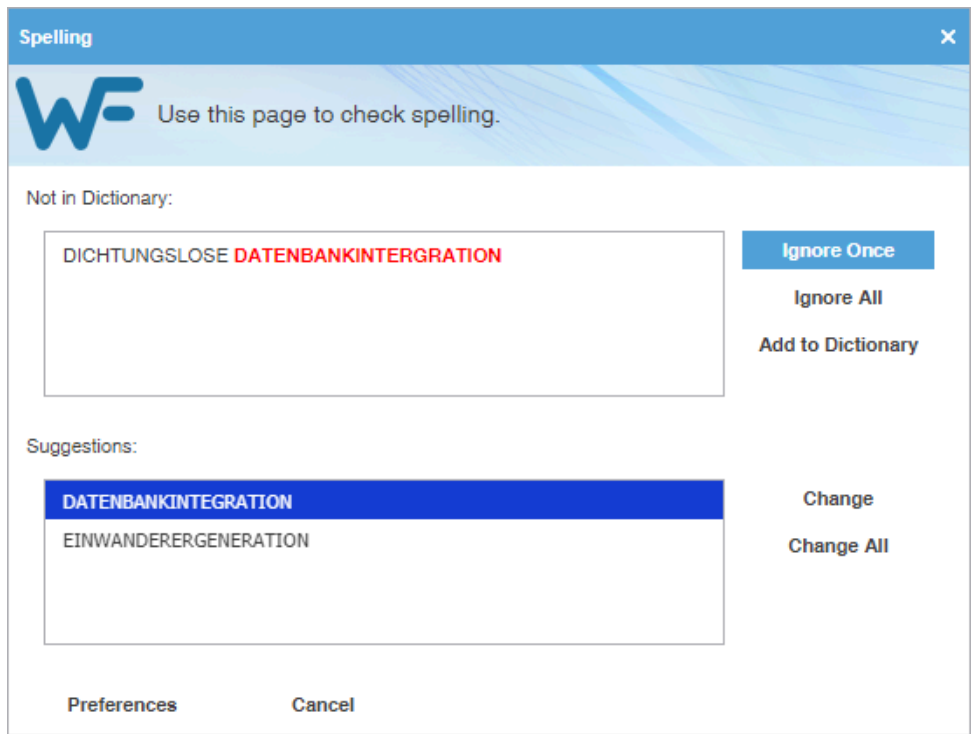 Spelling
WF Use this page to check spelling.
Not in Dictionary:
DICHTUNGSLOSE DATENBANKINTERGRATION
Ignore Once
Ignore All
Add to Dictionary
Suggestions:
DATENBANKINTEGRATION
EINWANDERERGENERATION
Change
Change All
Preferences Cancel